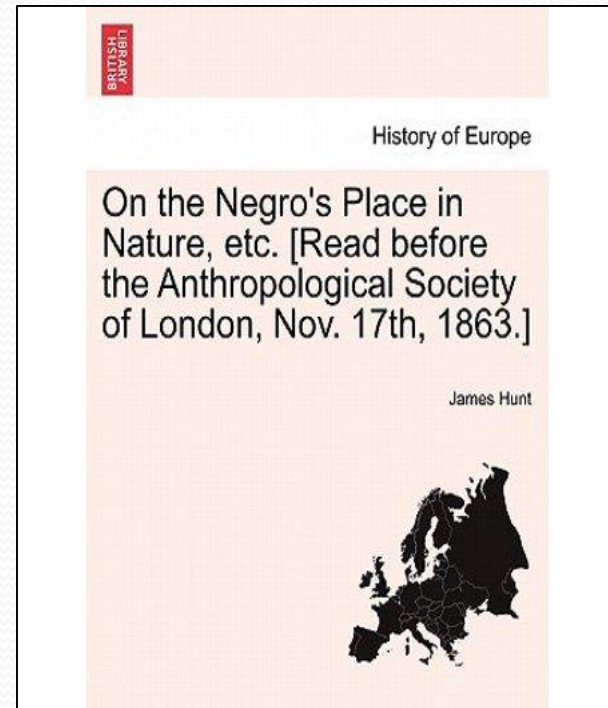 BRITISH
LIBRARY
History of Europe
On the Negro's Place in
Nature, etc. [Read before
the Anthropological Society
of London, Nov. 17th, 1863.]
James Hunt